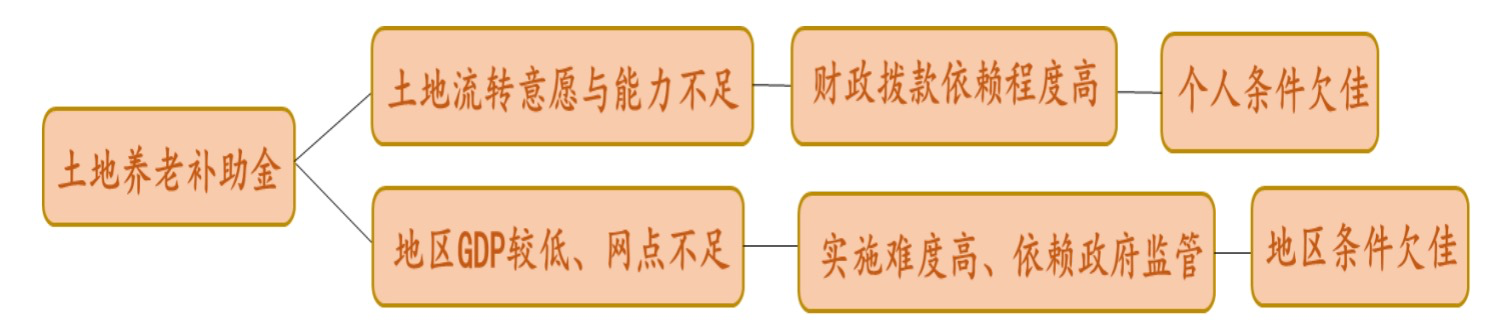 土地养老补助金
土地流转意愿与能力不足
财政拨款依赖程度高
个人条件欠佳
地区GDP较低、网点不足
实施难度高、依赖政府监管
地区条件欠佳